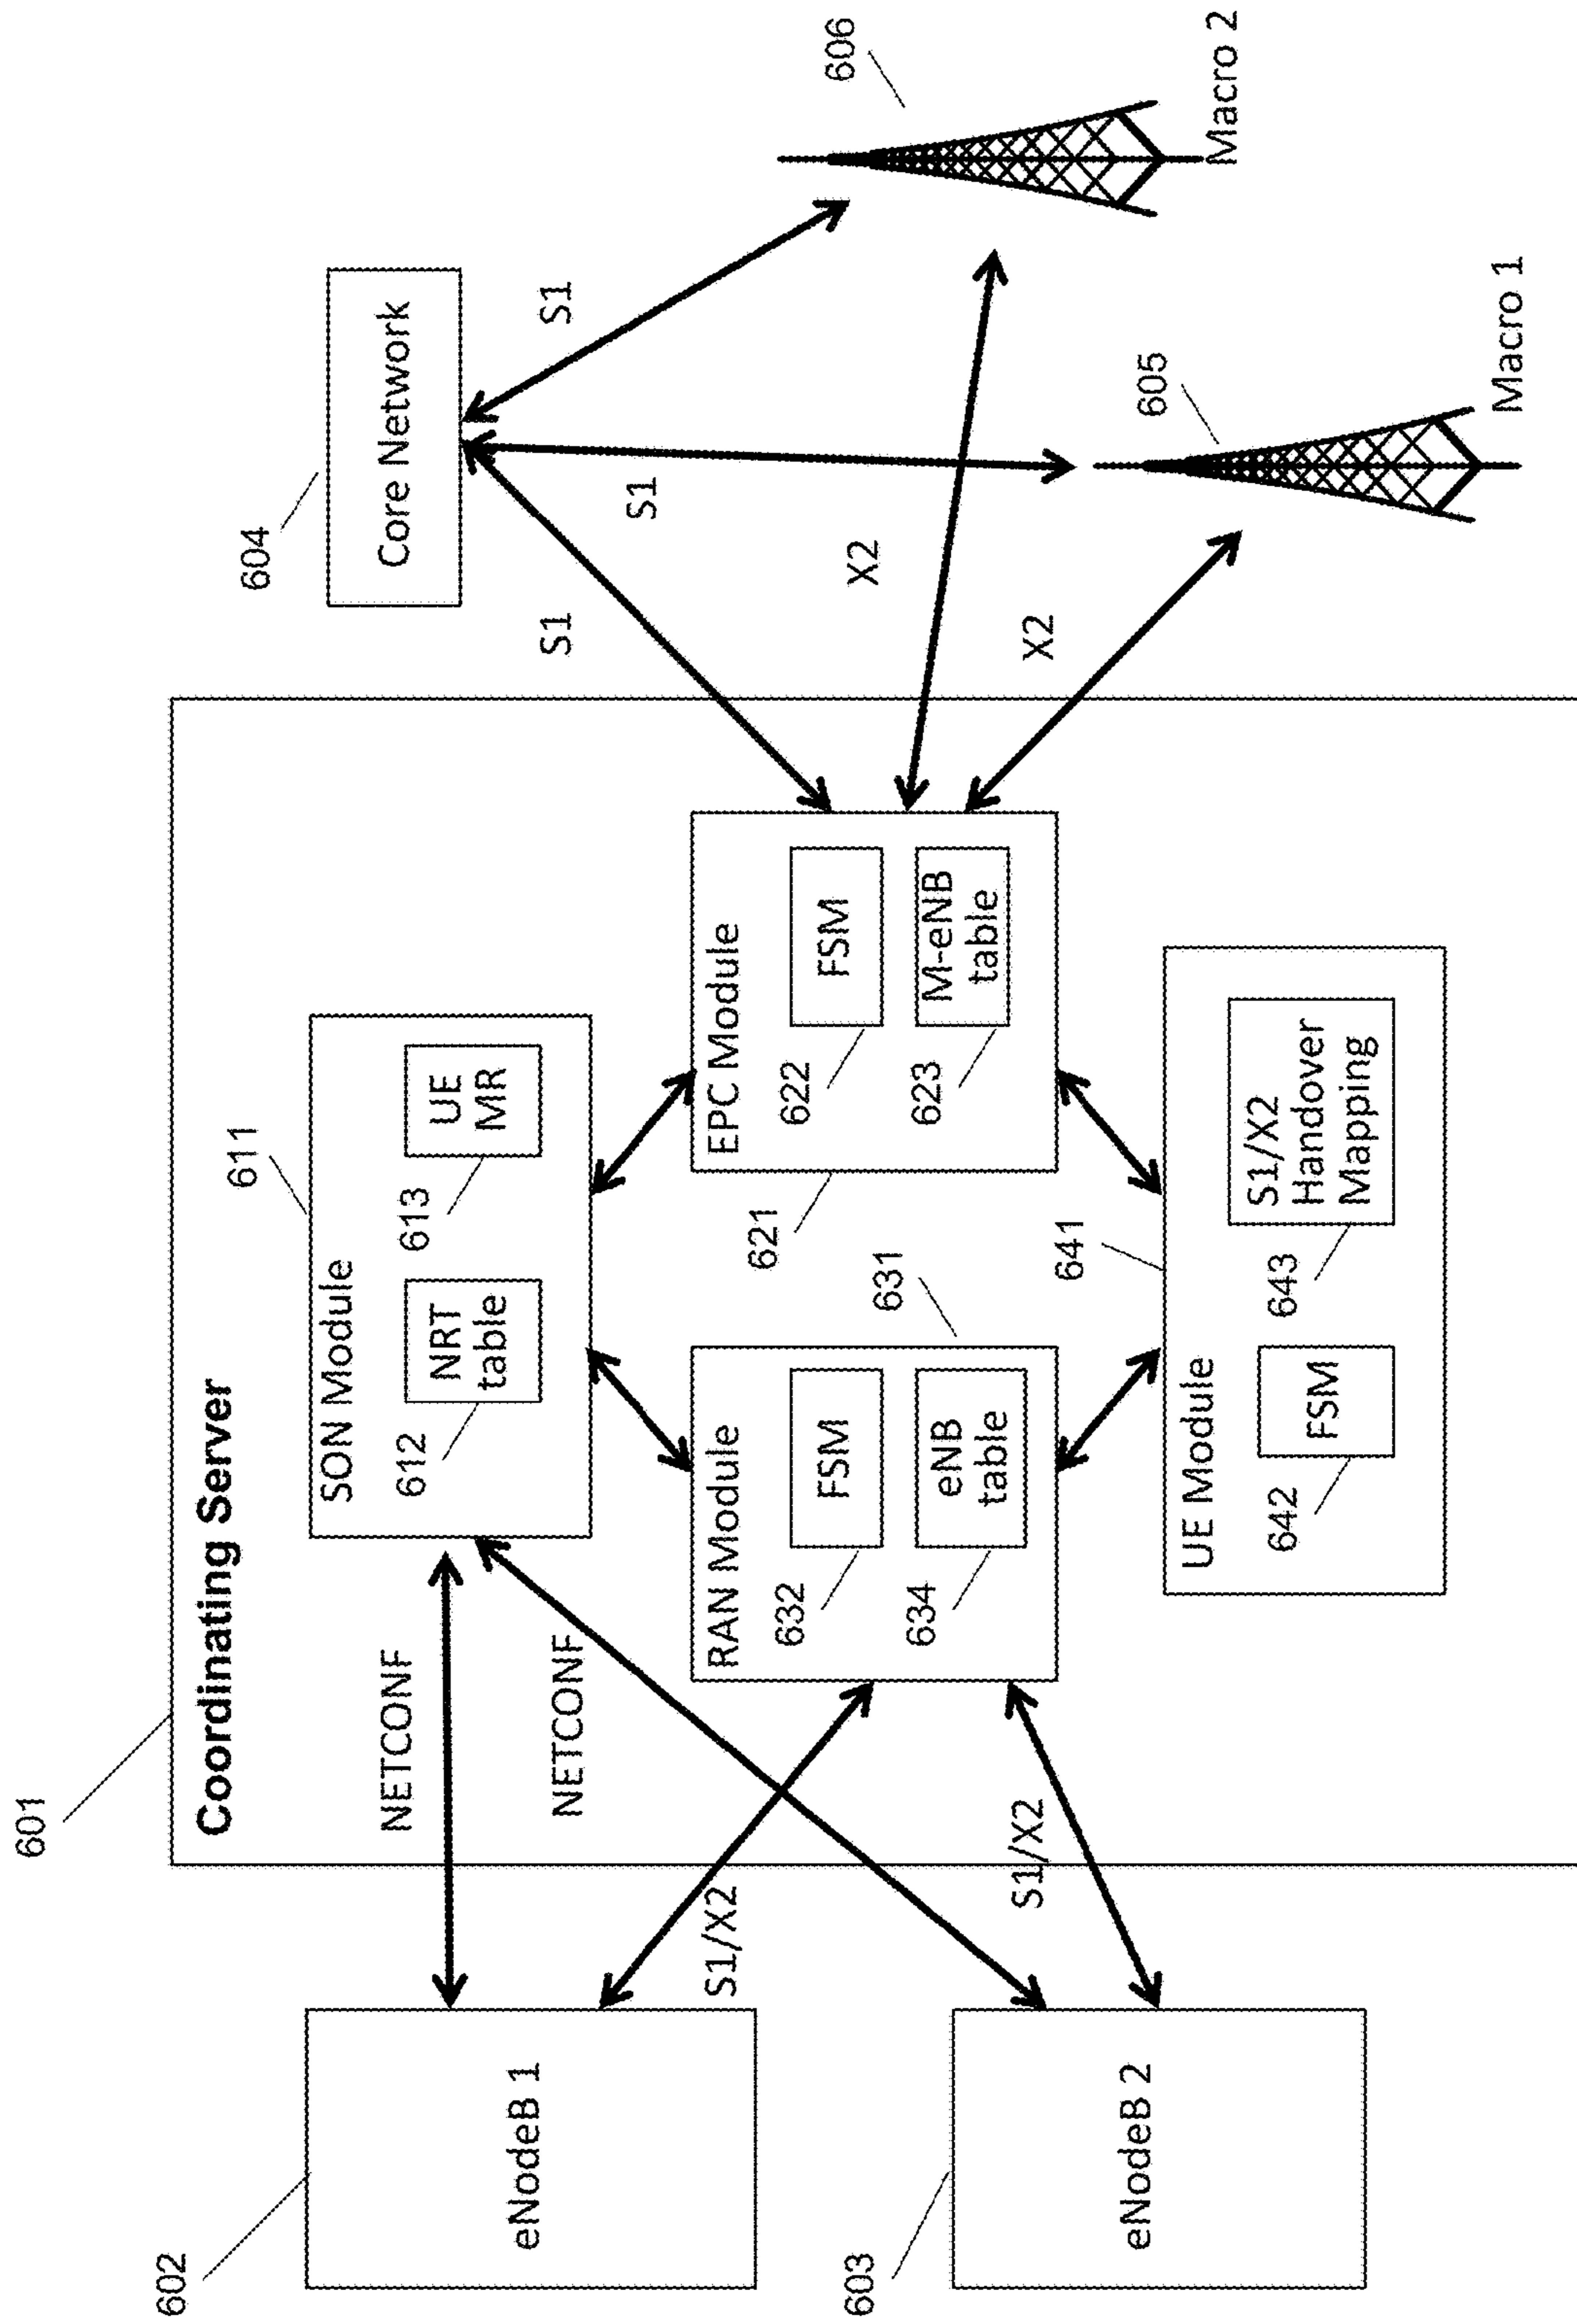 601
Coordinating Server
602
eNodeB 1
603
eNodeB 2
NETCONF
NETCONF
S1/X2
S1/X2
611
SON Module
612
NRT
table
613
UE
MR
631
RAN Module
632
FSM
634
eNB
table
621
EPC Module
622
FSM
623
M-eNB
table
641
UE Module
642
FSM
643
S1/X2
Handover
Mapping
604
Core Network
S1
S1
S1
X2
X2
605
Macro 1
606
Macro 2